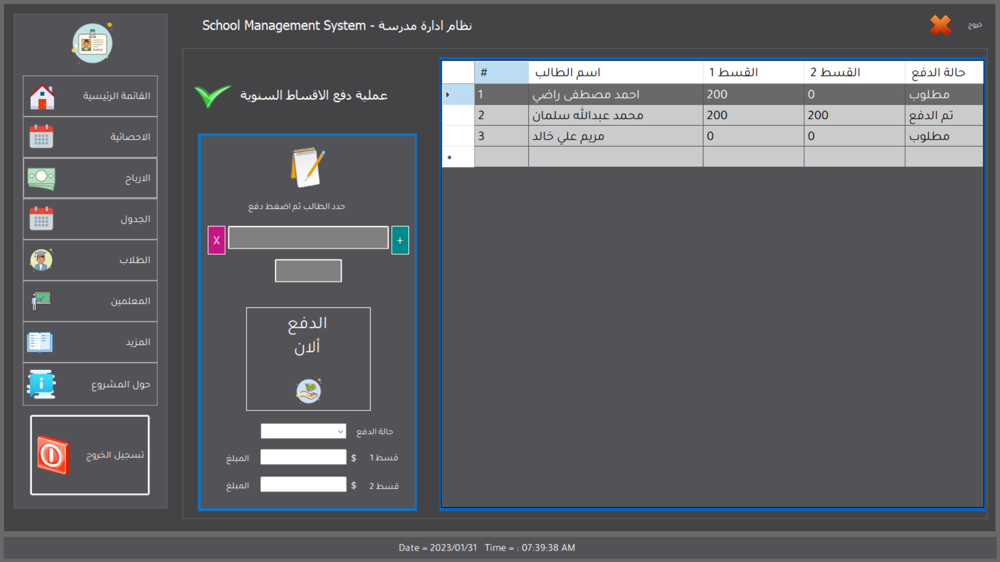 School Management System - نظام ادارة مدرسة
خروج
القائمة الرئيسية
الاحصائية
الارباح
الجدول
الطلاب
المعلمين
المزيد
حول المشروع
تسجيل الخروج
عملية دفع الاقساط السنوية
حدد الطالب ثم اضغط دفع
X
+
الدفع
ألان
حالة الدفع
قسط 1 $ المبلغ
قسط 2 $ المبلغ
# اسم الطالب القسط 1 القسط 2 حالة الدفع
1 احمد مصطفى راضي 200 0 مطلوب
2 محمد عبدالله سلمان 200 200 تم الدفع
3 مريم علي خالد 0 0 مطلوب
Date = 2023/01/31 Time = : 07:39:38 AM